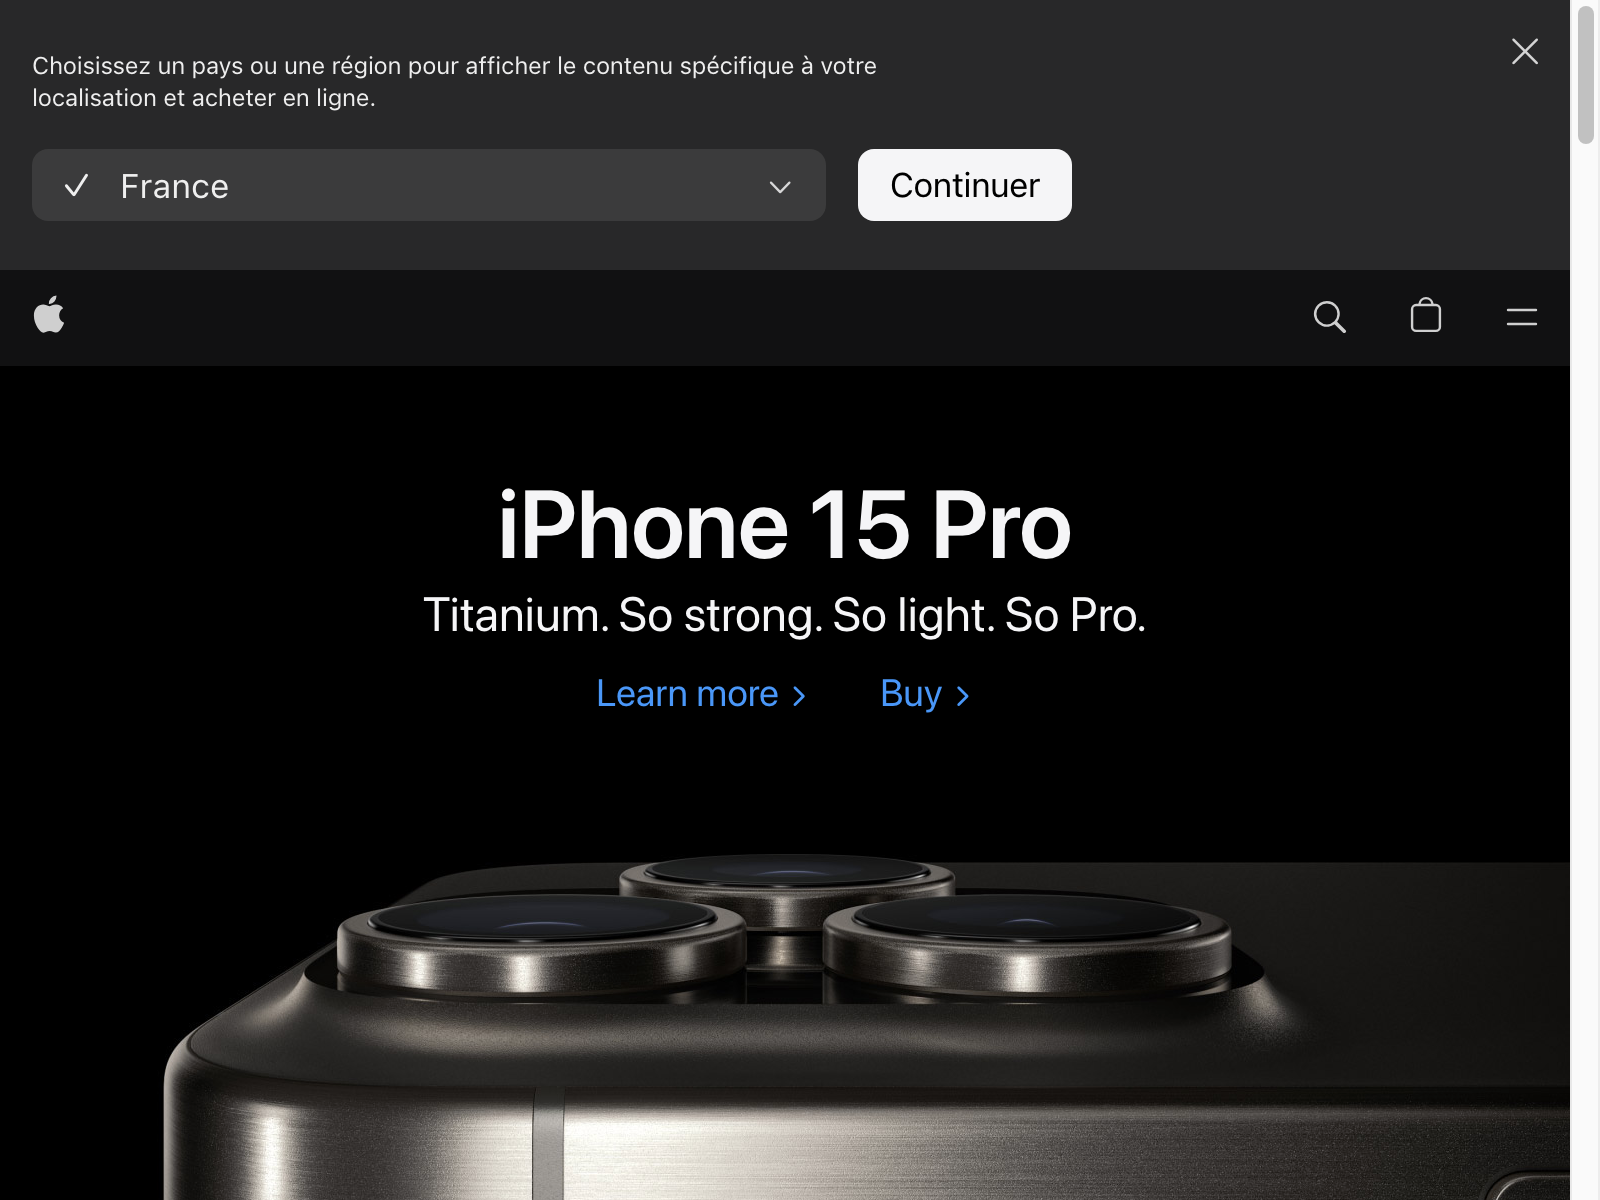 Choisissez un pays ou une région pour afficher le contenu spécifique à votre
localisation et acheter en ligne.
France
Continuer
iPhone 15 Pro
Titanium. So strong. So light. So Pro.
Learn more
Buy